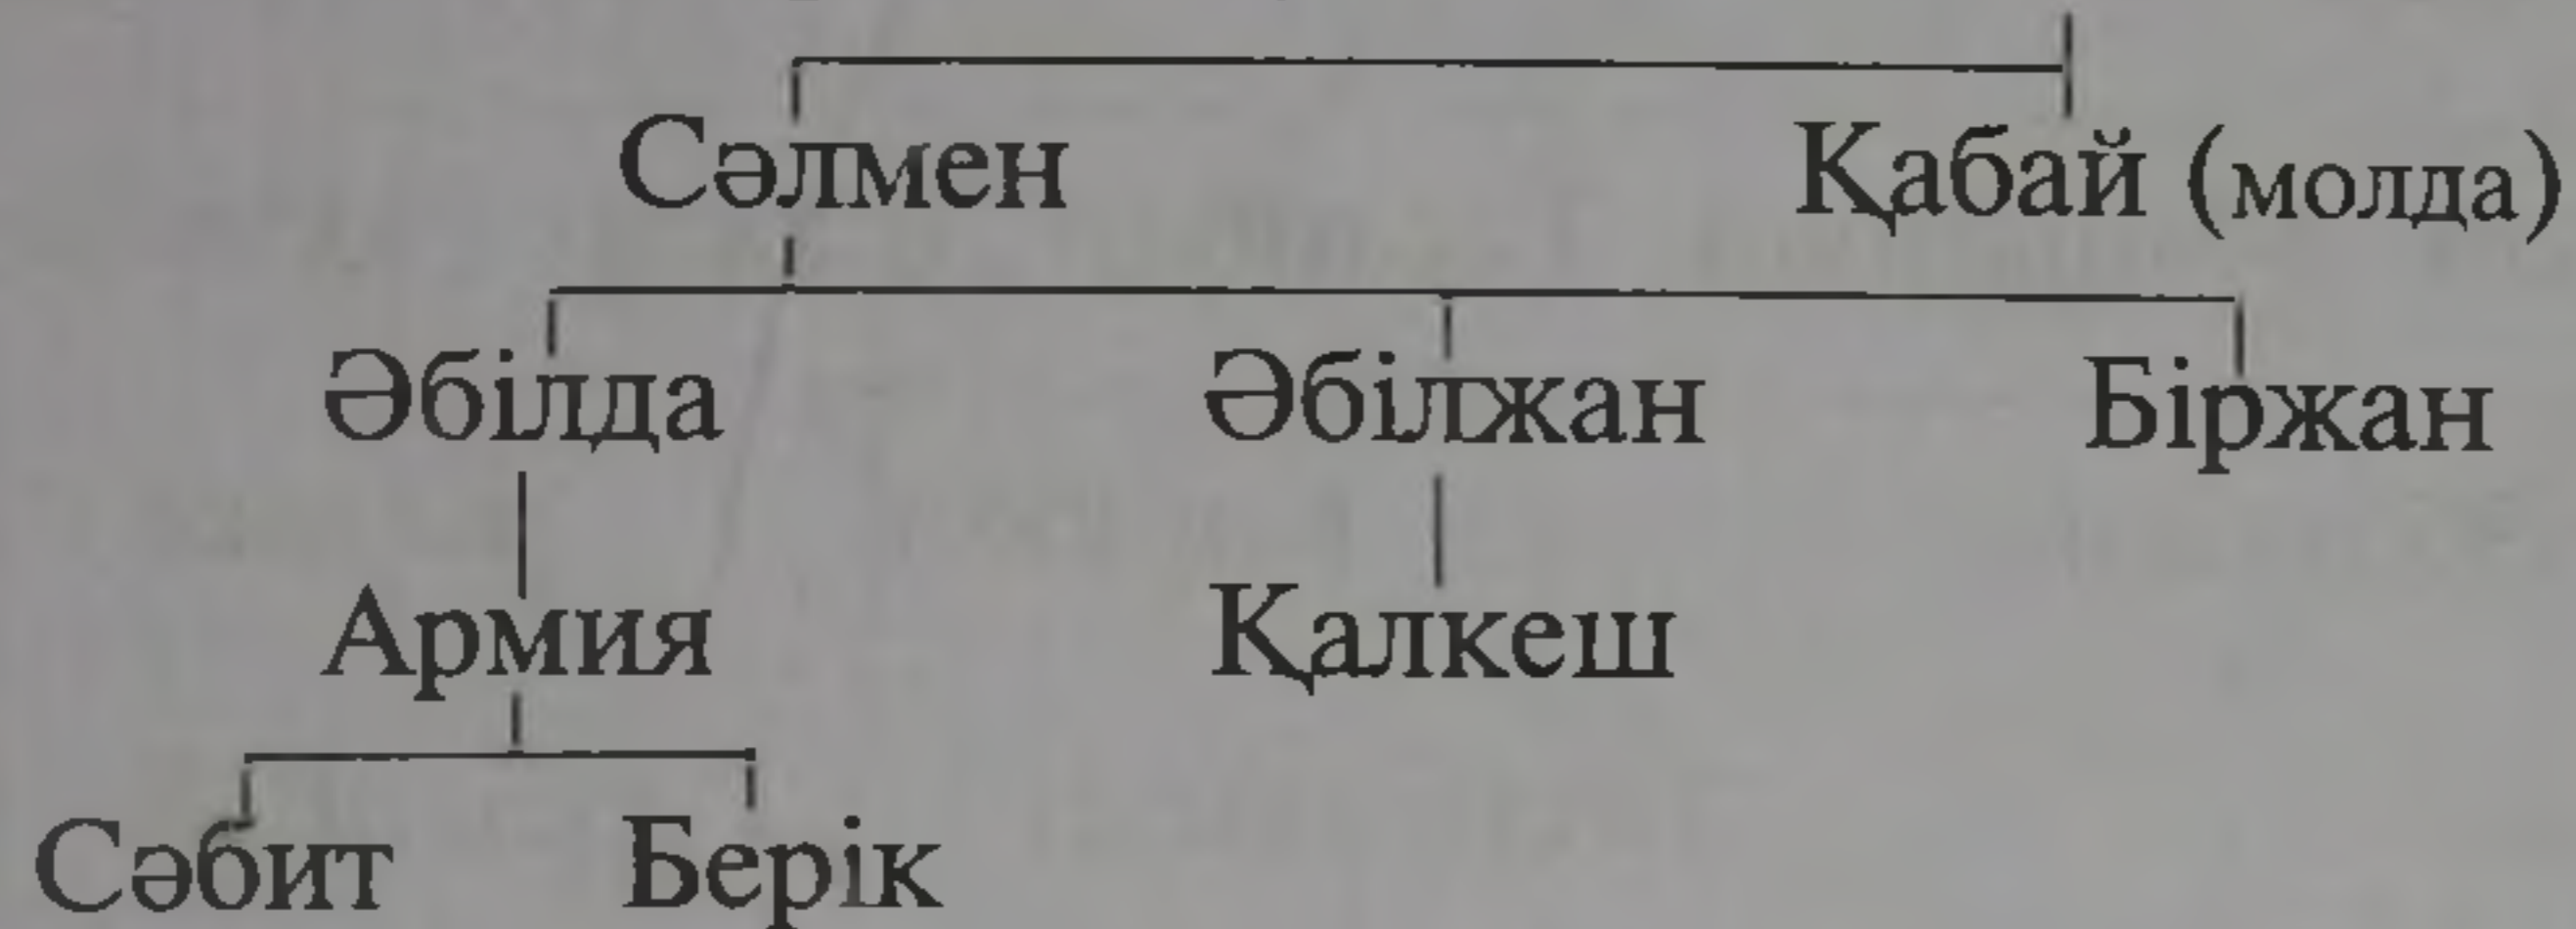 Сәлмен Қабай (молда)
Әбілда Әбілжан Біржан
Армия Қалкеш
Сәбит Берік